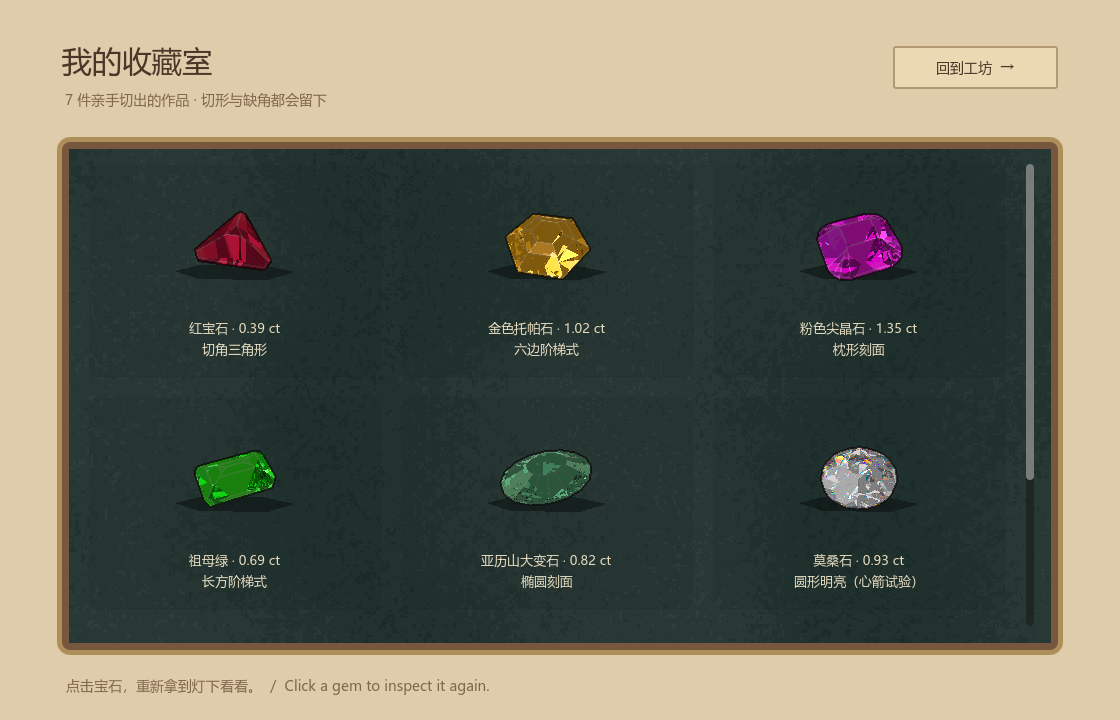 我的收藏室
回到工坊 →
7 件亲手切出的作品 · 切形与缺角都会留下
红宝石 · 0.39 ct
切角三角形
金色托帕石 · 1.02 ct
六边阶梯式
粉色尖晶石 · 1.35 ct
枕形刻面
祖母绿 · 0.69 ct
长方阶梯式
亚历山大变石 · 0.82 ct
椭圆刻面
莫桑石 · 0.93 ct
圆形明亮（心箭试验）
点击宝石，重新拿到灯下看看。 / Click a gem to inspect it again.